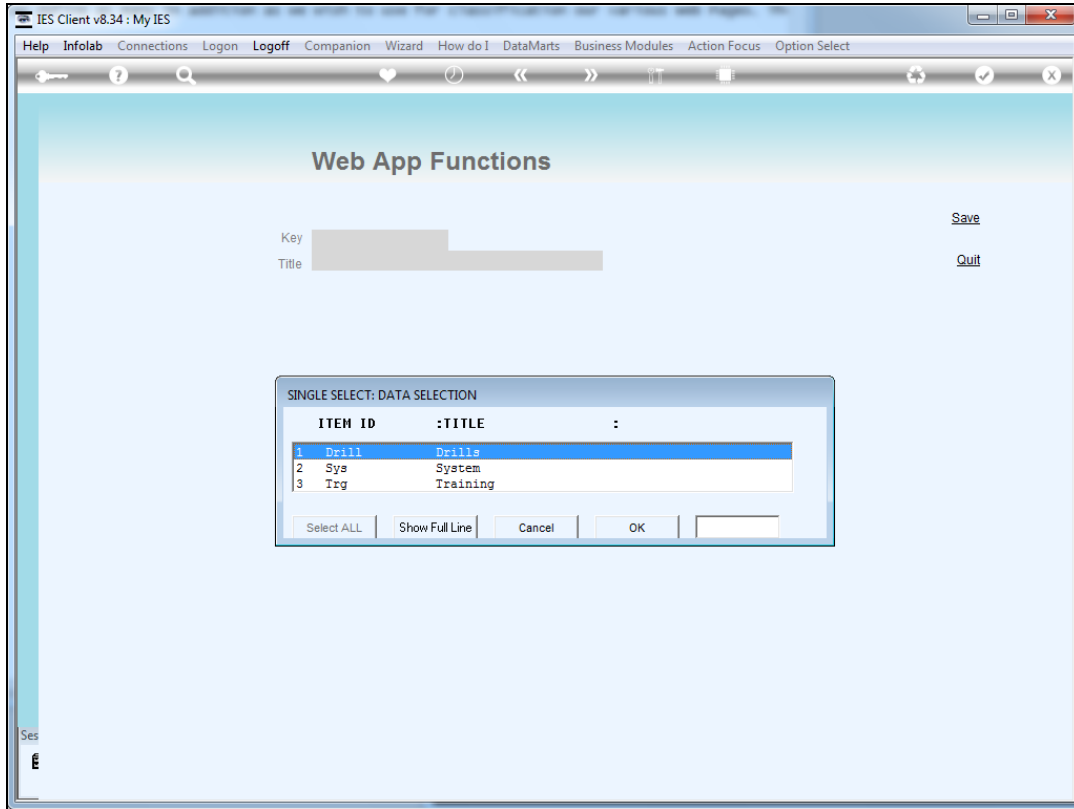 IES Client v8.34 : My IES
Help Infolab Connections Logon Logoff Companion Wizard How do I DataMarts Business Modules Action Focus Option Select
Web App Functions
Save
Key
Title
Quit
SINGLE SELECT: DATA SELECTION
ITEM ID :TITLE :
1 Drill Drills
2 Sys System
3 Trg Training
Select ALL Show Full Line Cancel OK
Ses